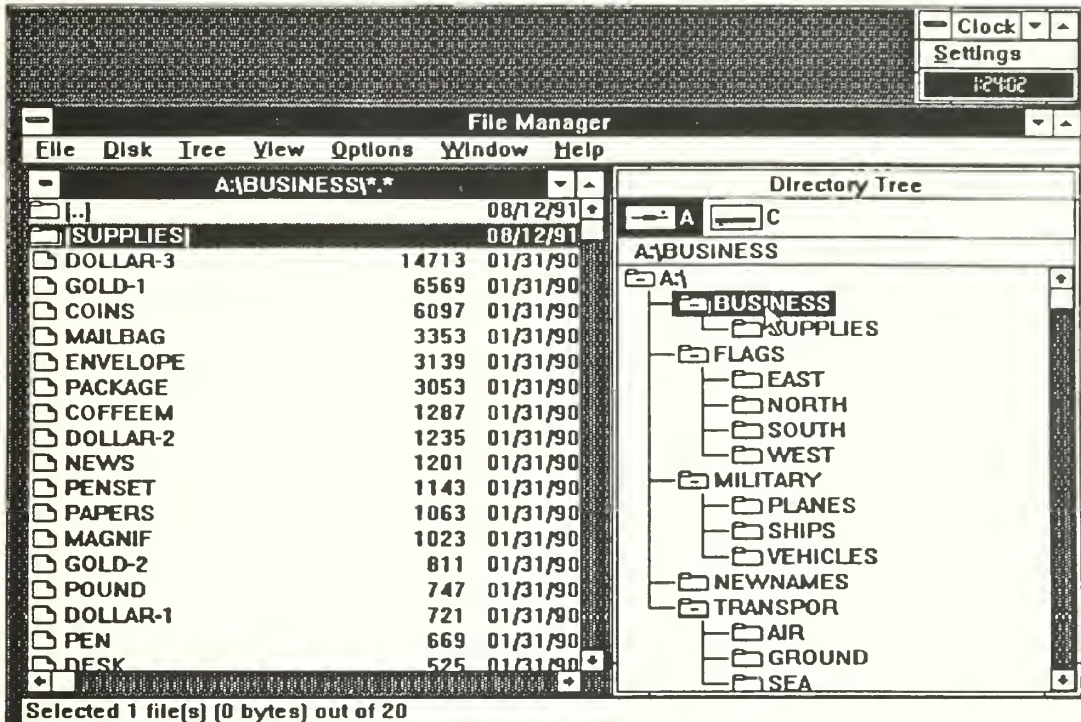 Clock
Settings
1:24:02
File Manager
File Disk Tree View Options Window Help
A:\BUSINESS\*.*
[..] 08/12/91
[SUPPLIES] 08/12/91
DOLLAR-3 14713 01/31/90
GOLD-1 6569 01/31/90
COINS 6097 01/31/90
MAILBAG 3353 01/31/90
ENVELOPE 3139 01/31/90
PACKAGE 3053 01/31/90
COFFEEM 1287 01/31/90
DOLLAR-2 1235 01/31/90
NEWS 1201 01/31/90
PENSET 1143 01/31/90
PAPERS 1063 01/31/90
MAGNIF 1023 01/31/90
GOLD-2 811 01/31/90
POUND 747 01/31/90
DOLLAR-1 721 01/31/90
PEN 669 01/31/90
DESK 525 01/31/90
Directory Tree
A C
A:\BUSINESS
A:\
BUSINESS
SUPPLIES
FLAGS
EAST
NORTH
SOUTH
WEST
MILITARY
PLANES
SHIPS
VEHICLES
NEWNAMES
TRANSPOR
AIR
GROUND
SEA
Selected 1 file(s) (0 bytes) out of 20